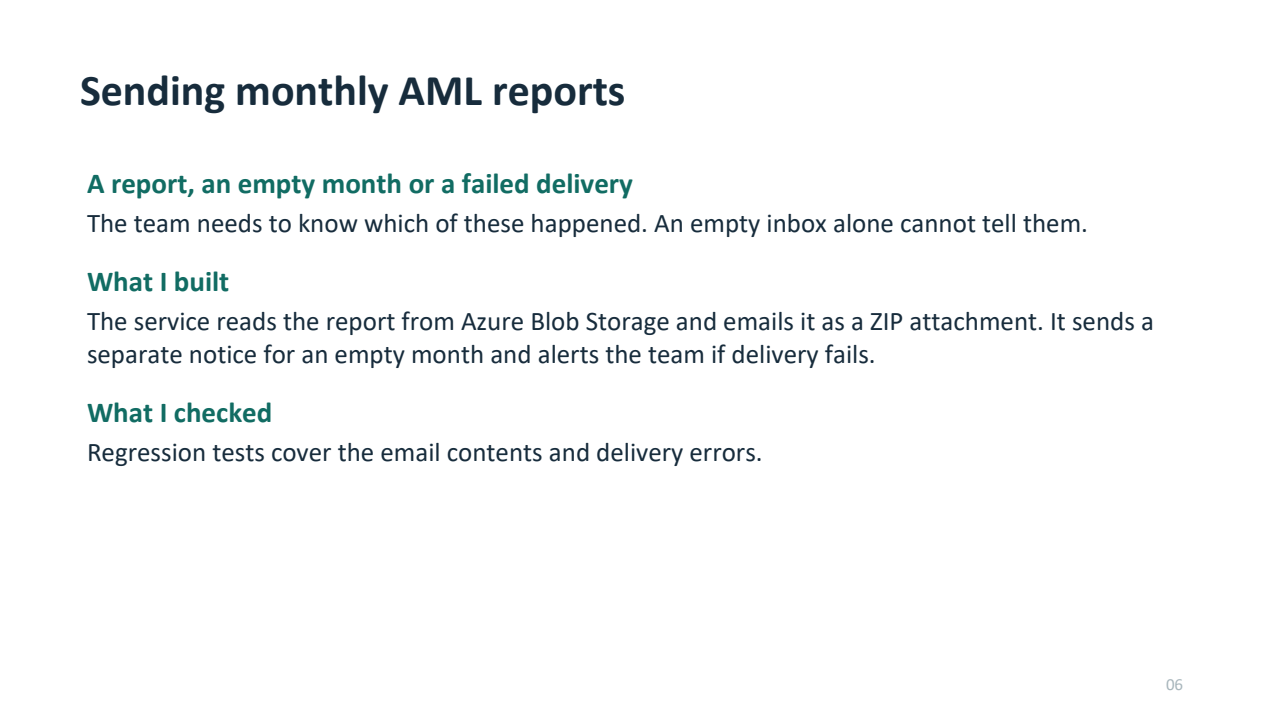 Sending monthly AML reports
A report, an empty month or a failed delivery
The team needs to know which of these happened. An empty inbox alone cannot tell them.
What I built
The service reads the report from Azure Blob Storage and emails it as a ZIP attachment. It sends a
separate notice for an empty month and alerts the team if delivery fails.
What I checked
Regression tests cover the email contents and delivery errors.
06